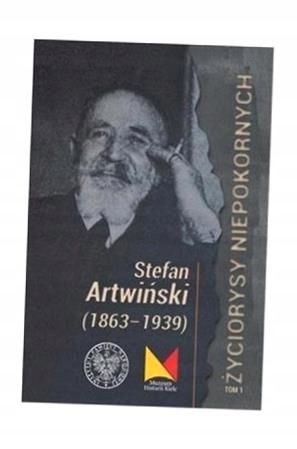 Stefan
Artwiński
(1863–1939)
ŻYCIORYSY NIEPOKORNYCH
TOM 1
Muzeum
Historii Kielc